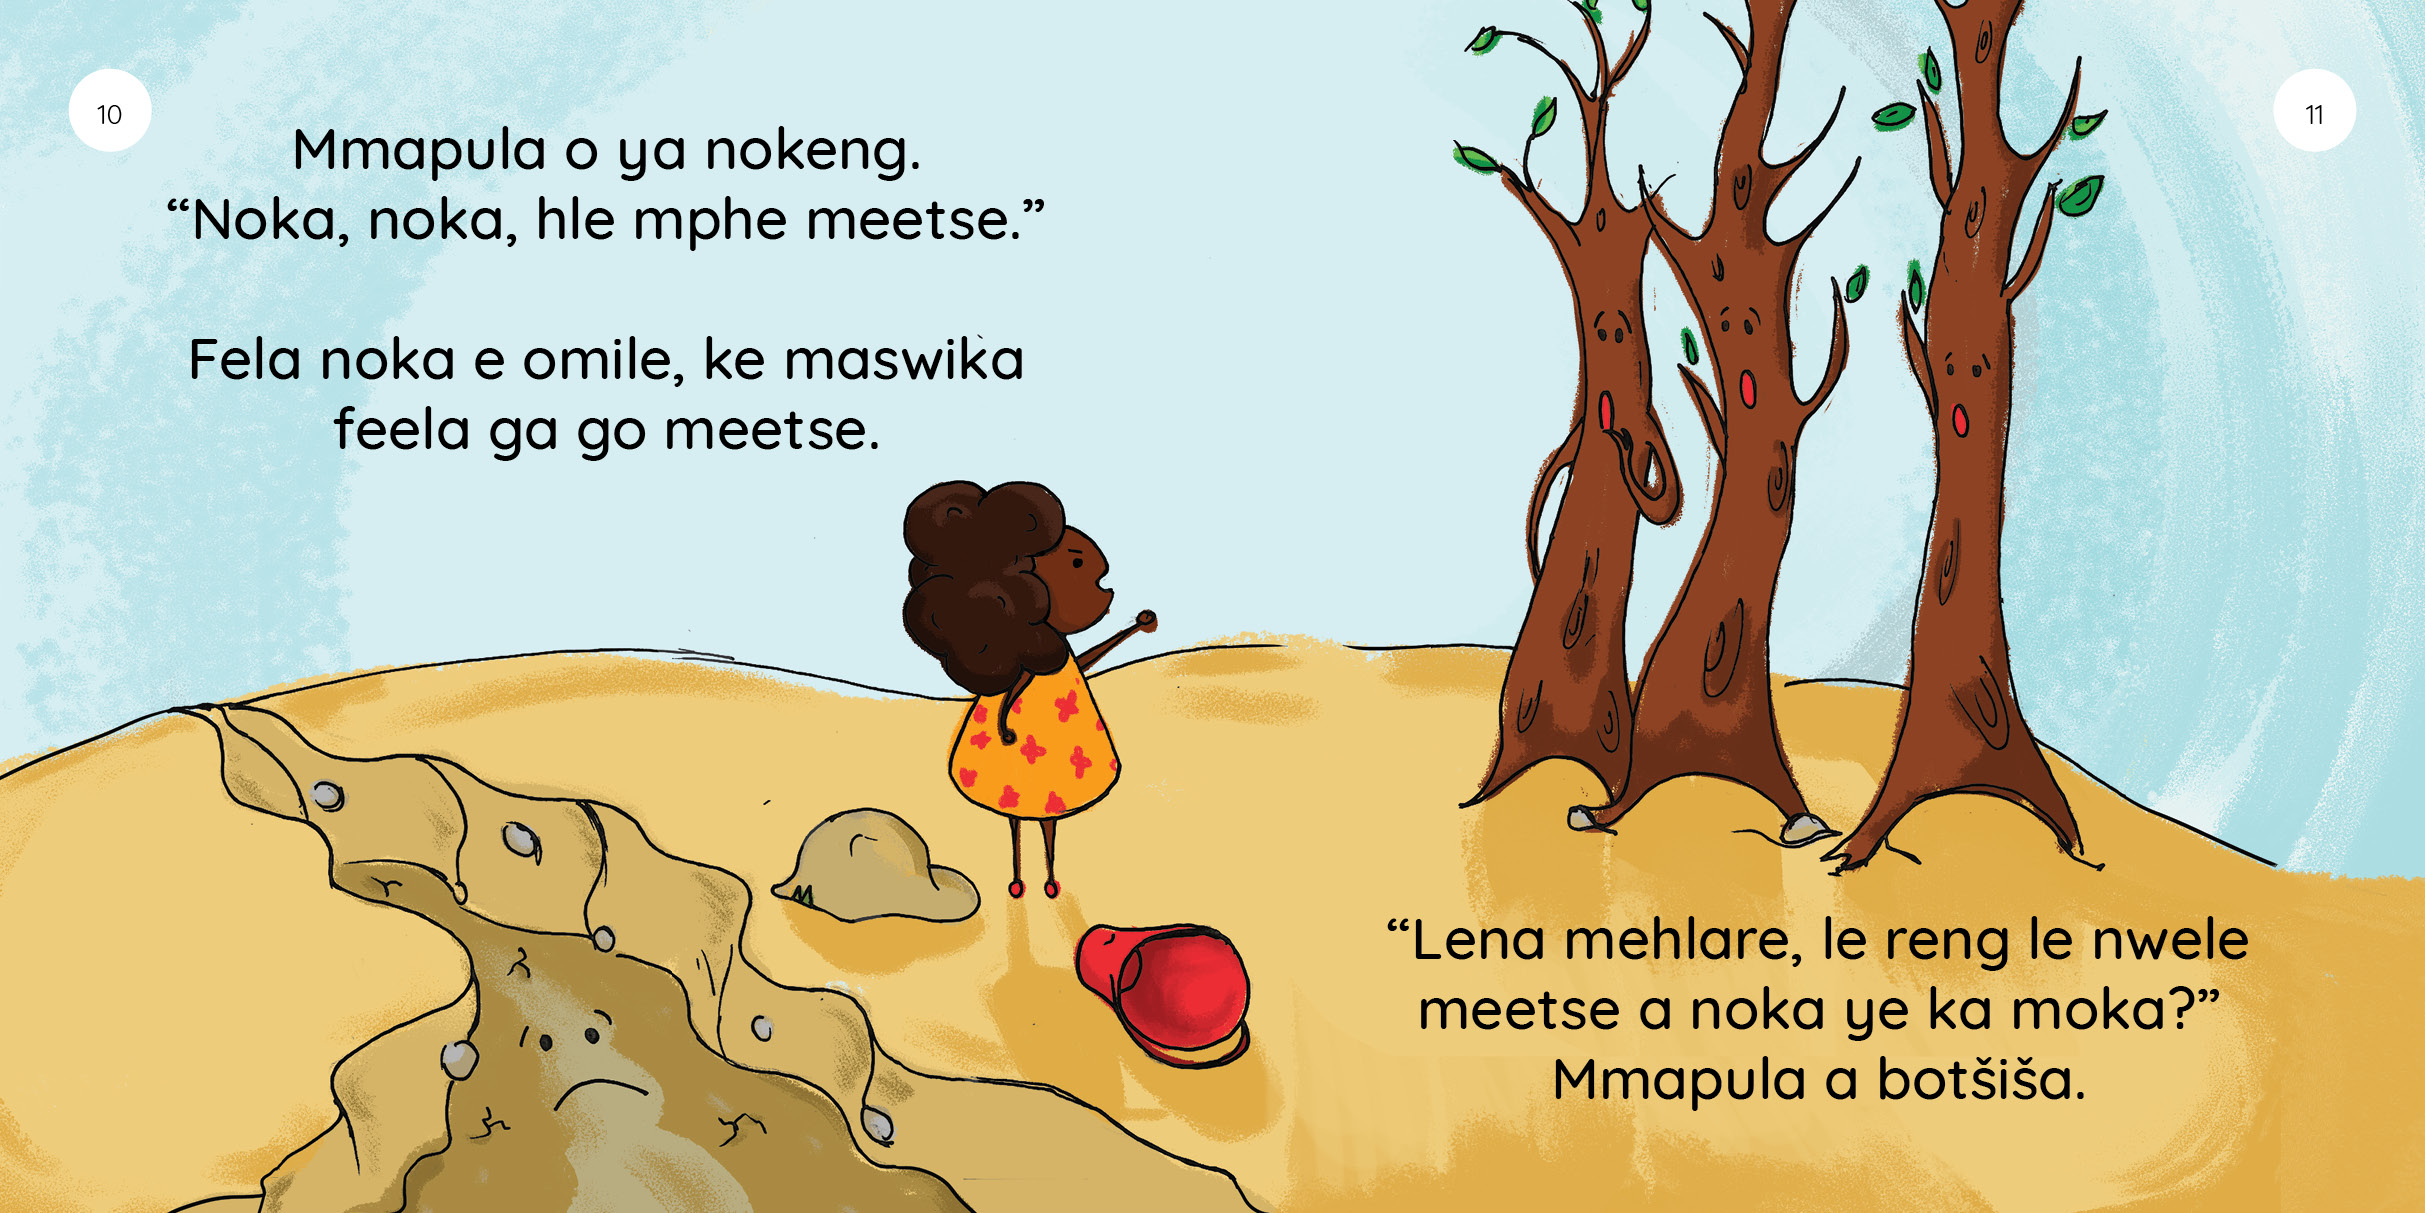 10
Mmapula o ya nokeng.
“Noka, noka, hle mphe meetse.”
Fela noka e omile, ke maswika
feela ga go meetse.
11
“Lena mehlare, le reng le nwele
meetse a noka ye ka moka?”
Mmapula a botšiša.